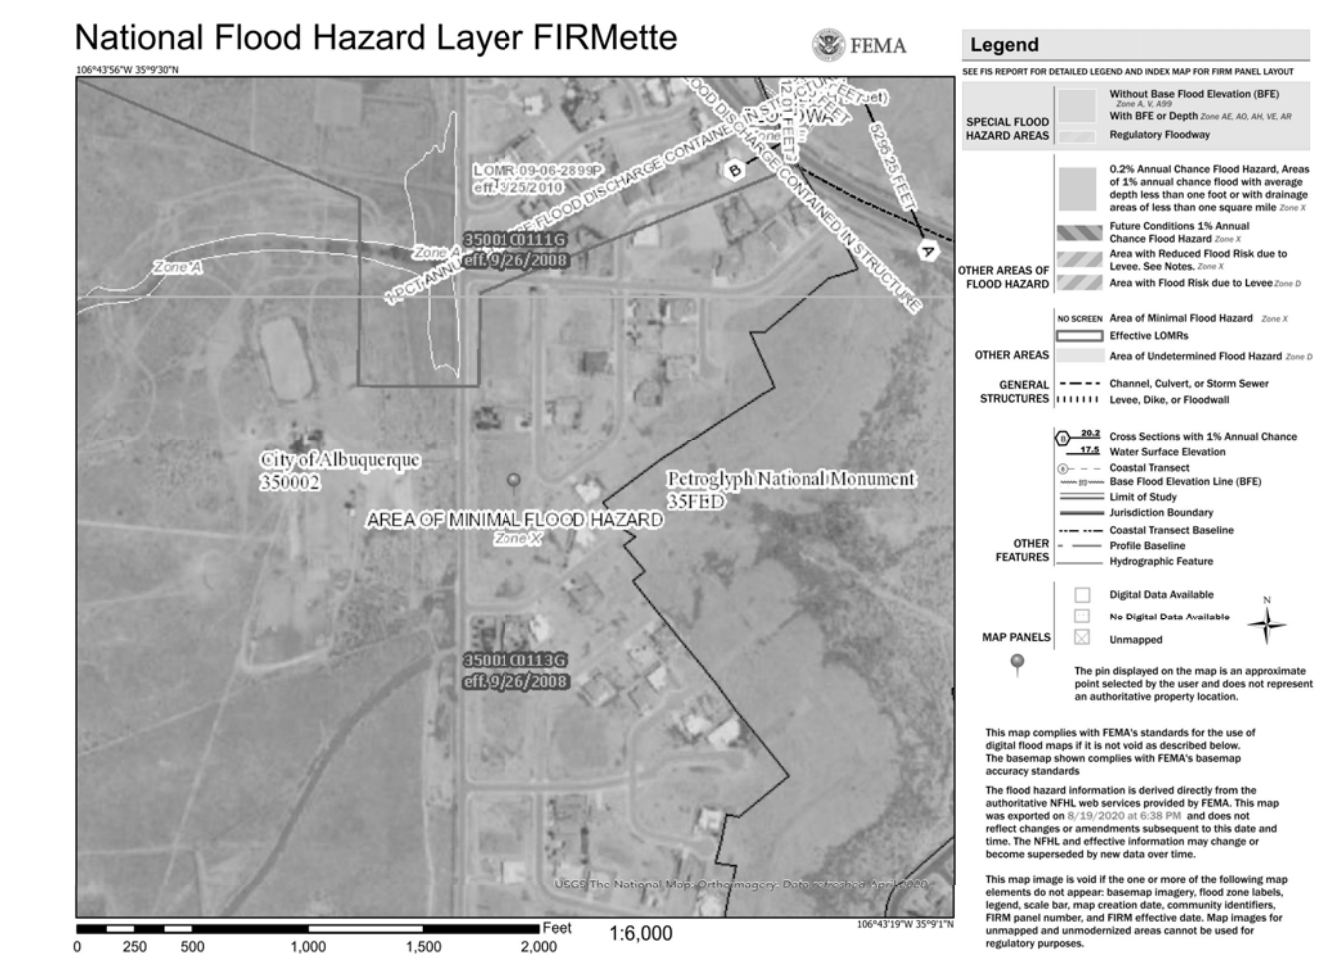 National Flood Hazard Layer FIRMette
FEMA
106°43'56"W 35°9'30"N
LOMR 09-06-2899P
eff. 3/25/2010
Zone A
Zone A
35001C0111G
eff. 9/26/2008
FLOOD DISCHARGE CONTAINED IN STRUCTURE
DISCHARGE CONTAINED IN STRUCTURE
12.01 FEET
5295.25 FEET
B
A
City of Albuquerque
350002
Petroglyph National Monument
35FED
AREA OF MINIMAL FLOOD HAZARD
Zone X
35001C0113G
eff. 9/26/2008
USGS The National Map: Orthoimagery. Data refreshed April 2020
106°43'19"W 35°9'1"N
Feet
0 250 500 1,000 1,500 2,000
1:6,000
Legend
SEE FIS REPORT FOR DETAILED LEGEND AND INDEX MAP FOR FIRM PANEL LAYOUT
SPECIAL FLOOD
HAZARD AREAS
Without Base Flood Elevation (BFE)
Zone A, V, A99
With BFE or Depth Zone AE, AO, AH, VE, AR
Regulatory Floodway
OTHER AREAS OF
FLOOD HAZARD
0.2% Annual Chance Flood Hazard, Areas
of 1% annual chance flood with average
depth less than one foot or with drainage
areas of less than one square mile Zone X
Future Conditions 1% Annual
Chance Flood Hazard Zone X
Area with Reduced Flood Risk due to
Levee. See Notes. Zone X
Area with Flood Risk due to Levee Zone D
OTHER AREAS
NO SCREEN Area of Minimal Flood Hazard Zone X
Effective LOMRs
Area of Undetermined Flood Hazard Zone D
GENERAL
STRUCTURES
Channel, Culvert, or Storm Sewer
Levee, Dike, or Floodwall
OTHER
FEATURES
B 20.2 Cross Sections with 1% Annual Chance
17.5 Water Surface Elevation
8 Coastal Transect
513 Base Flood Elevation Line (BFE)
Limit of Study
Jurisdiction Boundary
Coastal Transect Baseline
Profile Baseline
Hydrographic Feature
MAP PANELS
Digital Data Available
No Digital Data Available
Unmapped
N
The pin displayed on the map is an approximate
point selected by the user and does not represent
an authoritative property location.
This map complies with FEMA's standards for the use of
digital flood maps if it is not void as described below.
The basemap shown complies with FEMA's basemap
accuracy standards
The flood hazard information is derived directly from the
authoritative NFHL web services provided by FEMA. This map
was exported on 8/19/2020 at 6:38 PM and does not
reflect changes or amendments subsequent to this date and
time. The NFHL and effective information may change or
become superseded by new data over time.
This map image is void if the one or more of the following map
elements do not appear: basemap imagery, flood zone labels,
legend, scale bar, map creation date, community identifiers,
FIRM panel number, and FIRM effective date. Map images for
unmapped and unmodernized areas cannot be used for
regulatory purposes.